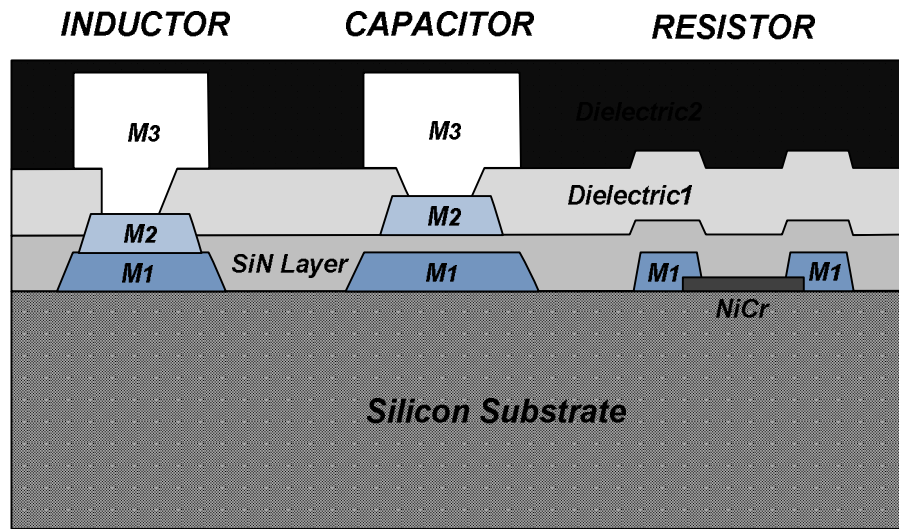 INDUCTOR CAPACITOR RESISTOR
Dielectric2
M3 M3
Dielectric1
M2 M2
SiN Layer
M1 M1 M1 M1
NiCr
Silicon Substrate